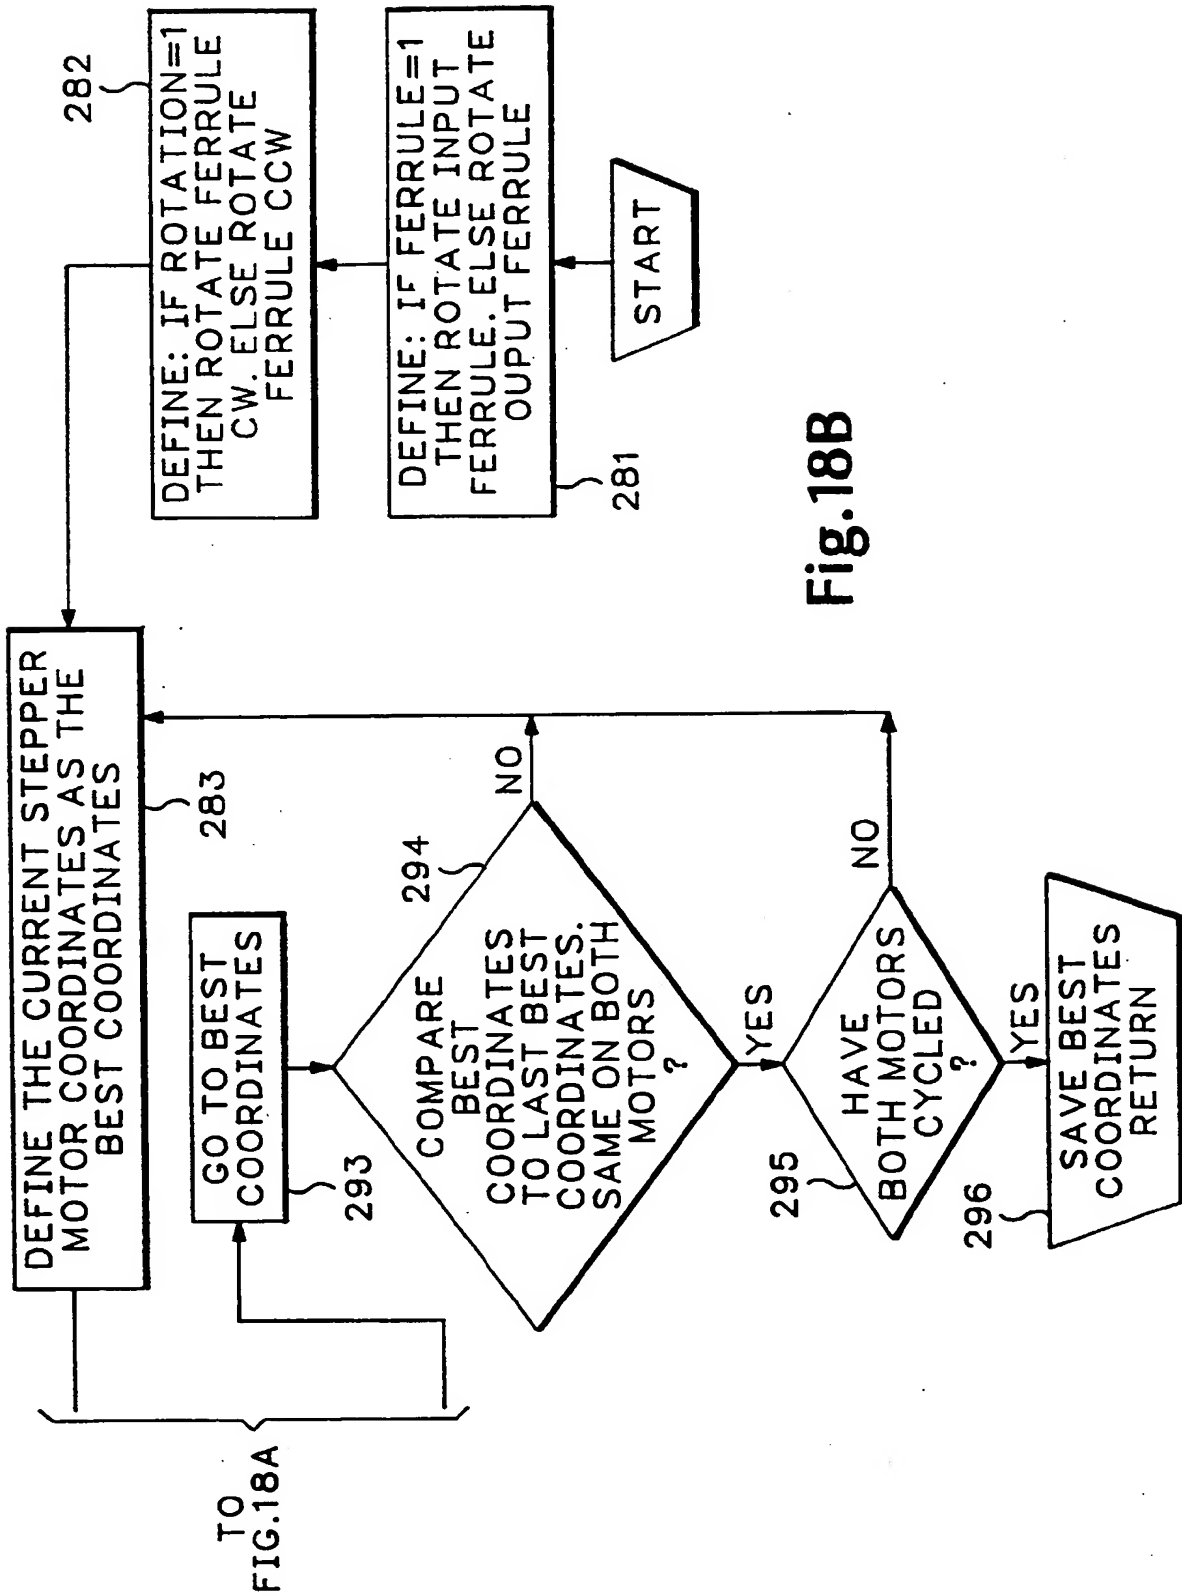 START
DEFINE: IF FERRULE=1
THEN ROTATE INPUT
FERRULE. ELSE ROTATE
OUPUT FERRULE
281
DEFINE: IF ROTATION=1
THEN ROTATE FERRULE
CW. ELSE ROTATE
FERRULE CCW
282
DEFINE THE CURRENT STEPPER
MOTOR COORDINATES AS THE
BEST COORDINATES
283
GO TO BEST
COORDINATES
293
COMPARE
BEST
COORDINATES
TO LAST BEST
COORDINATES.
SAME ON BOTH
MOTORS
?
294
NO
YES
HAVE
BOTH MOTORS
CYCLED
?
295
NO
YES
SAVE BEST
COORDINATES
RETURN
296
TO
FIG.18A
Fig.18B